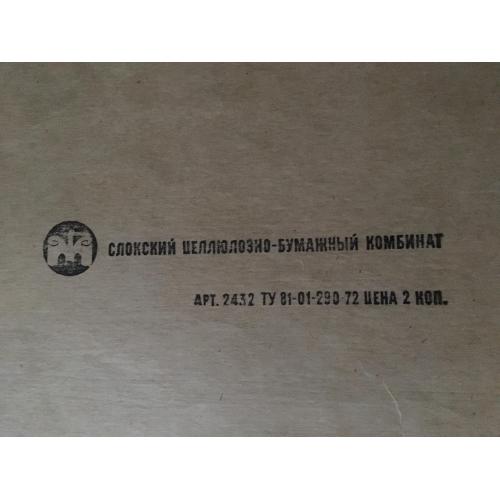 СЛОКСКИЙ ЦЕЛЛЮЛОЗНО-БУМАЖНЫЙ КОМБИНАТ
АРТ. 2432 ТУ 81-01-290-72 ЦЕНА 2 КОП.